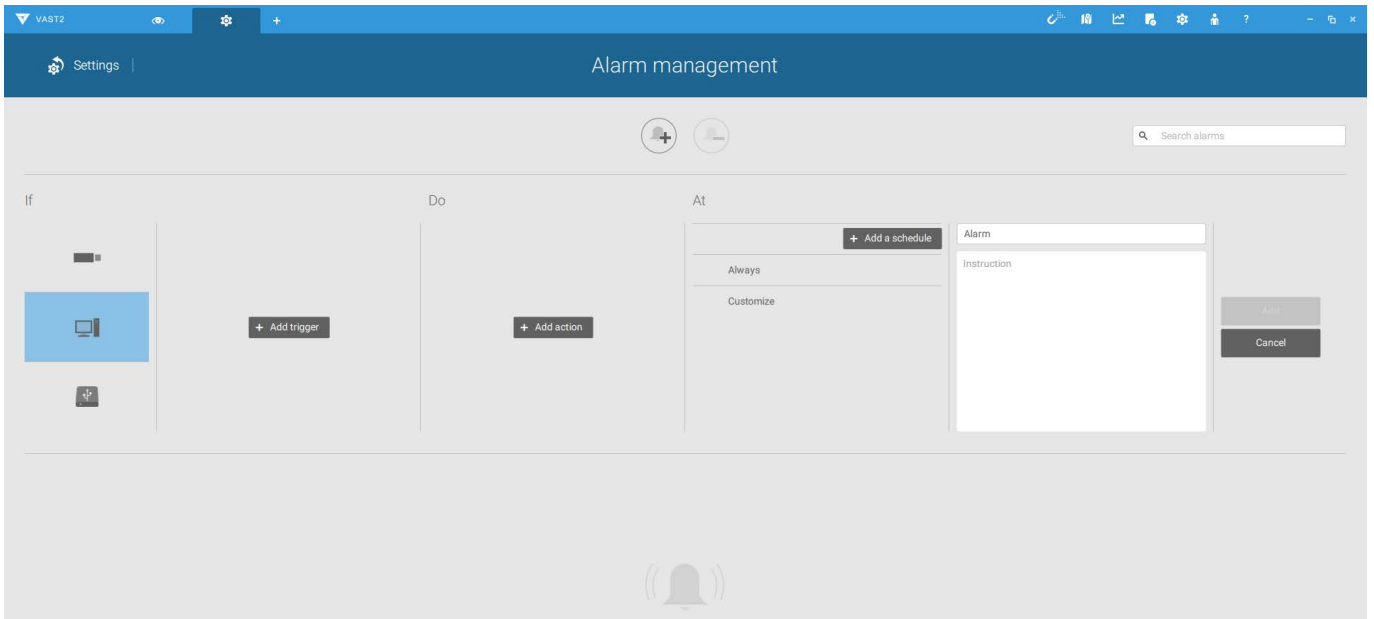 VAST2
?
Settings
Alarm management
Search alarms
If
Do
At
+ Add trigger
+ Add action
+ Add a schedule
Always
Customize
Alarm
Instruction
Add
Cancel